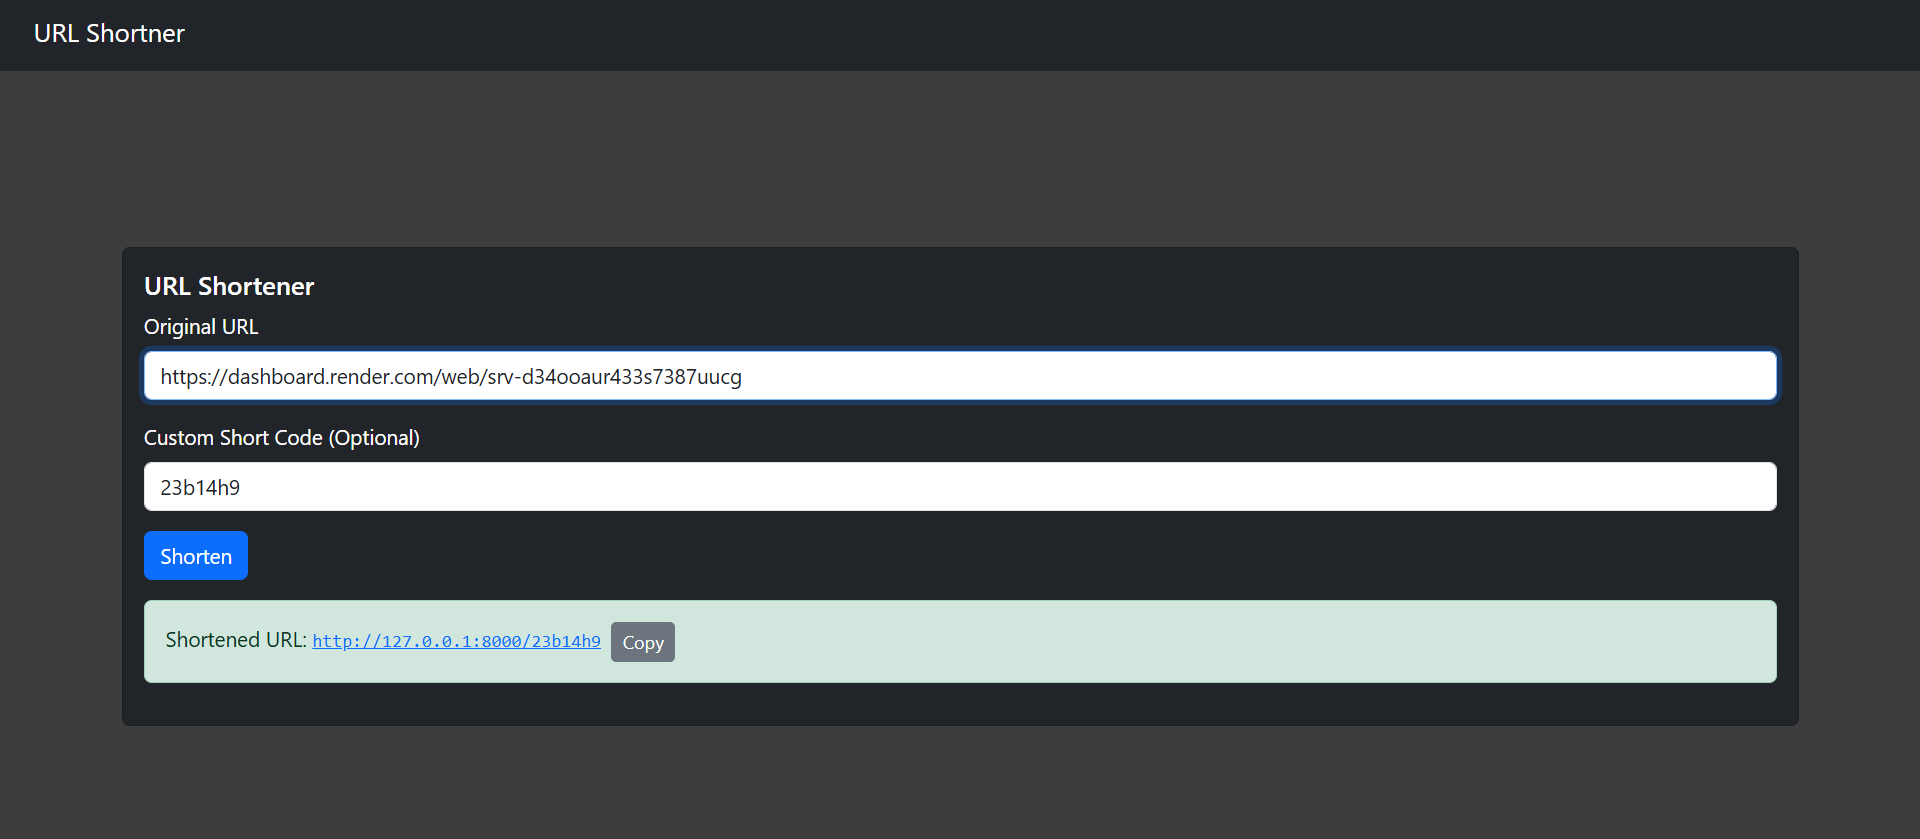 URL Shortner
URL Shortener
Original URL
https://dashboard.render.com/web/srv-d34ooaur433s7387uucg
Custom Short Code (Optional)
23b14h9
Shorten
Shortened URL: http://127.0.0.1:8000/23b14h9 Copy